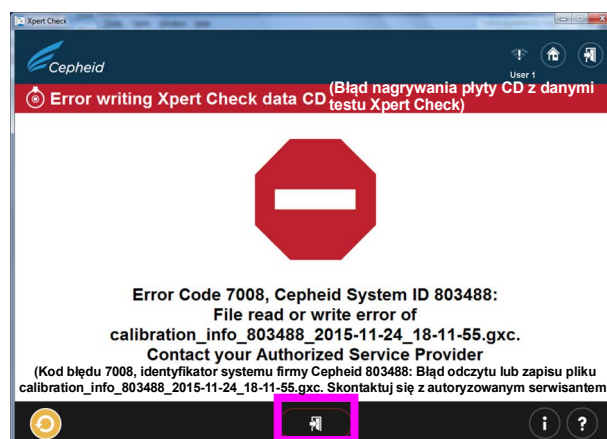 Xpert Check
Cepheid
User 1
Error writing Xpert Check data CD
(Błąd nagrywania płyty CD z danymi
testu Xpert Check)
Error Code 7008, Cepheid System ID 803488:
File read or write error of
calibration_info_803488_2015-11-24_18-11-55.gxc.
Contact your Authorized Service Provider
(Kod błędu 7008, identyfikator systemu firmy Cepheid 803488: Błąd odczytu lub zapisu pliku
calibration_info_803488_2015-11-24_18-11-55.gxc. Skontaktuj się z autoryzowanym serwisantem
i ?